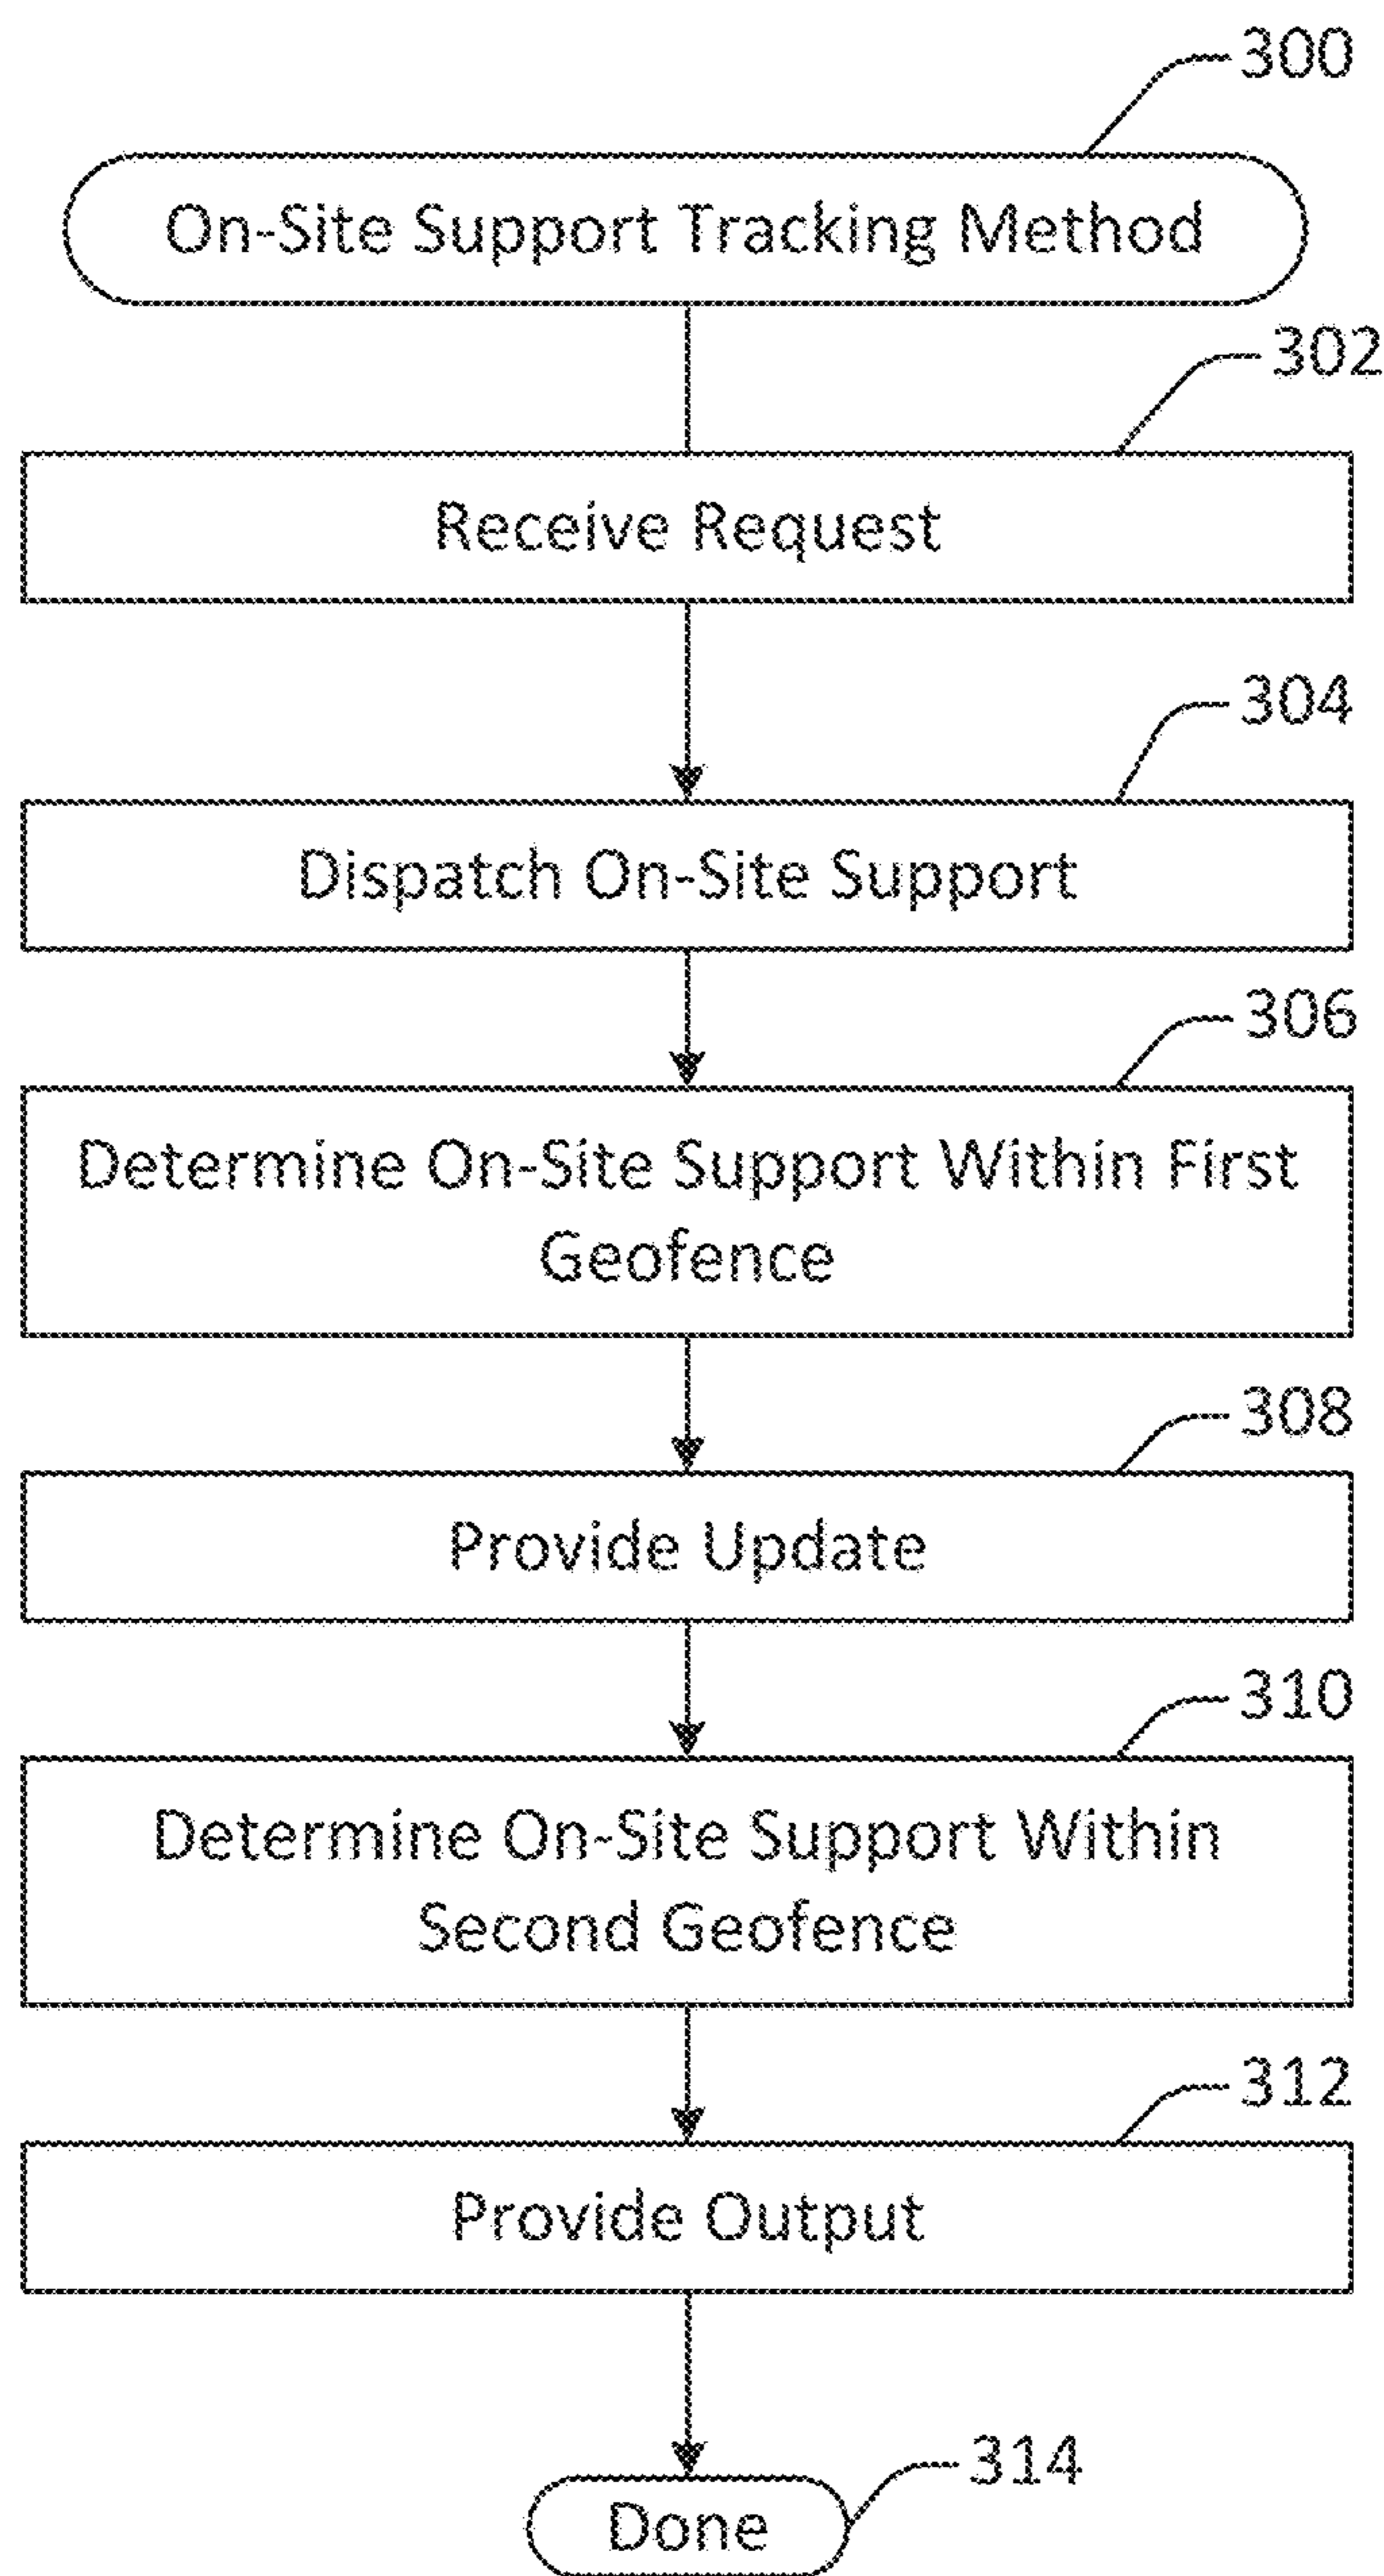 300
On-Site Support Tracking Method
302
Receive Request
304
Dispatch On-Site Support
306
Determine On-Site Support Within First
Geofence
308
Provide Update
310
Determine On-Site Support Within
Second Geofence
312
Provide Output
314
Done